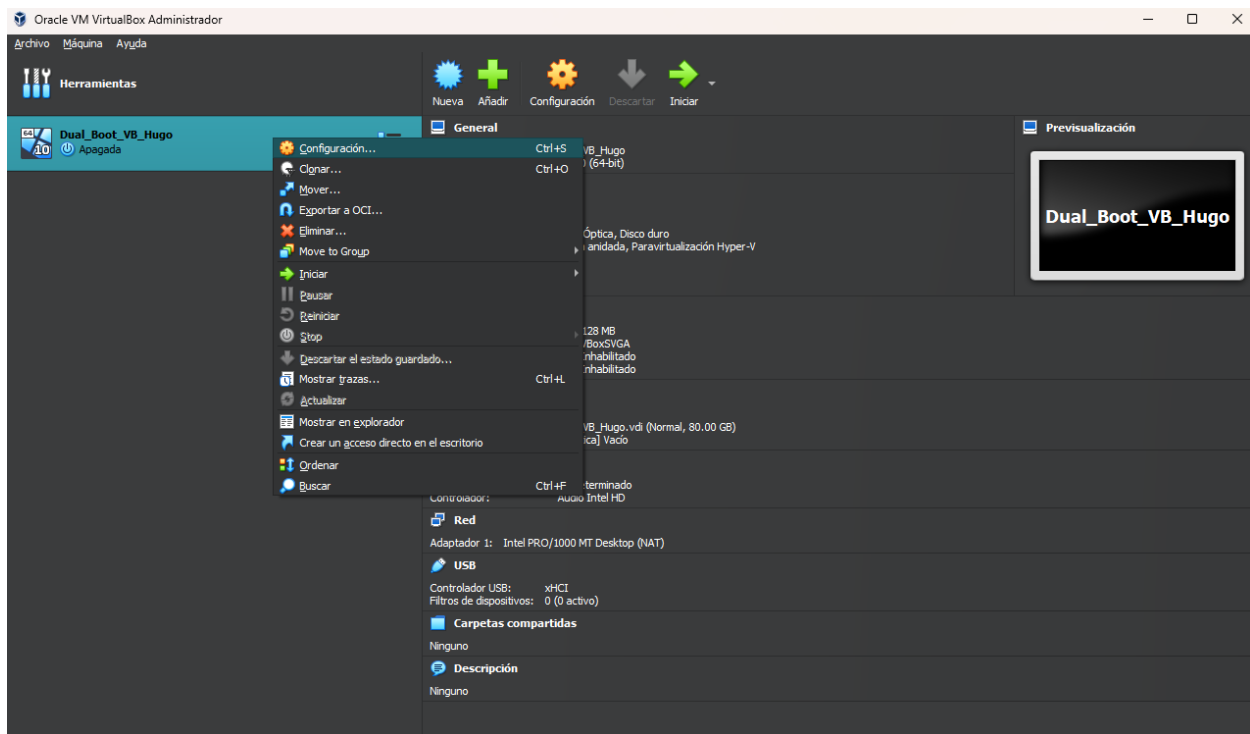 Oracle VM VirtualBox Administrador
Archivo Máquina Ayuda
Herramientas
Nueva Añadir Configuración Descartar Iniciar
64
10
Dual_Boot_VB_Hugo
Apagada
Configuración... Ctrl+S
Clonar... Ctrl+O
Mover...
Exportar a OCI...
Eliminar...
Move to Group
Iniciar
Pausar
Reiniciar
Stop
Descartar el estado guardado...
Mostrar trazas... Ctrl+L
Actualizar
Mostrar en explorador
Crear un acceso directo en el escritorio
Ordenar
Buscar Ctrl+F
General
VB_Hugo
(64-bit)
Óptica, Disco duro
anidada, Paravirtualización Hyper-V
128 MB
VBoxSVGA
nhabilitado
nhabilitado
VB_Hugo.vdi (Normal, 80.00 GB)
ica] Vacío
terminado
Controlador: Audio Intel HD
Red
Adaptador 1: Intel PRO/1000 MT Desktop (NAT)
USB
Controlador USB: xHCI
Filtros de dispositivos: 0 (0 activo)
Carpetas compartidas
Ninguno
Descripción
Ninguno
Previsualización
Dual_Boot_VB_Hugo